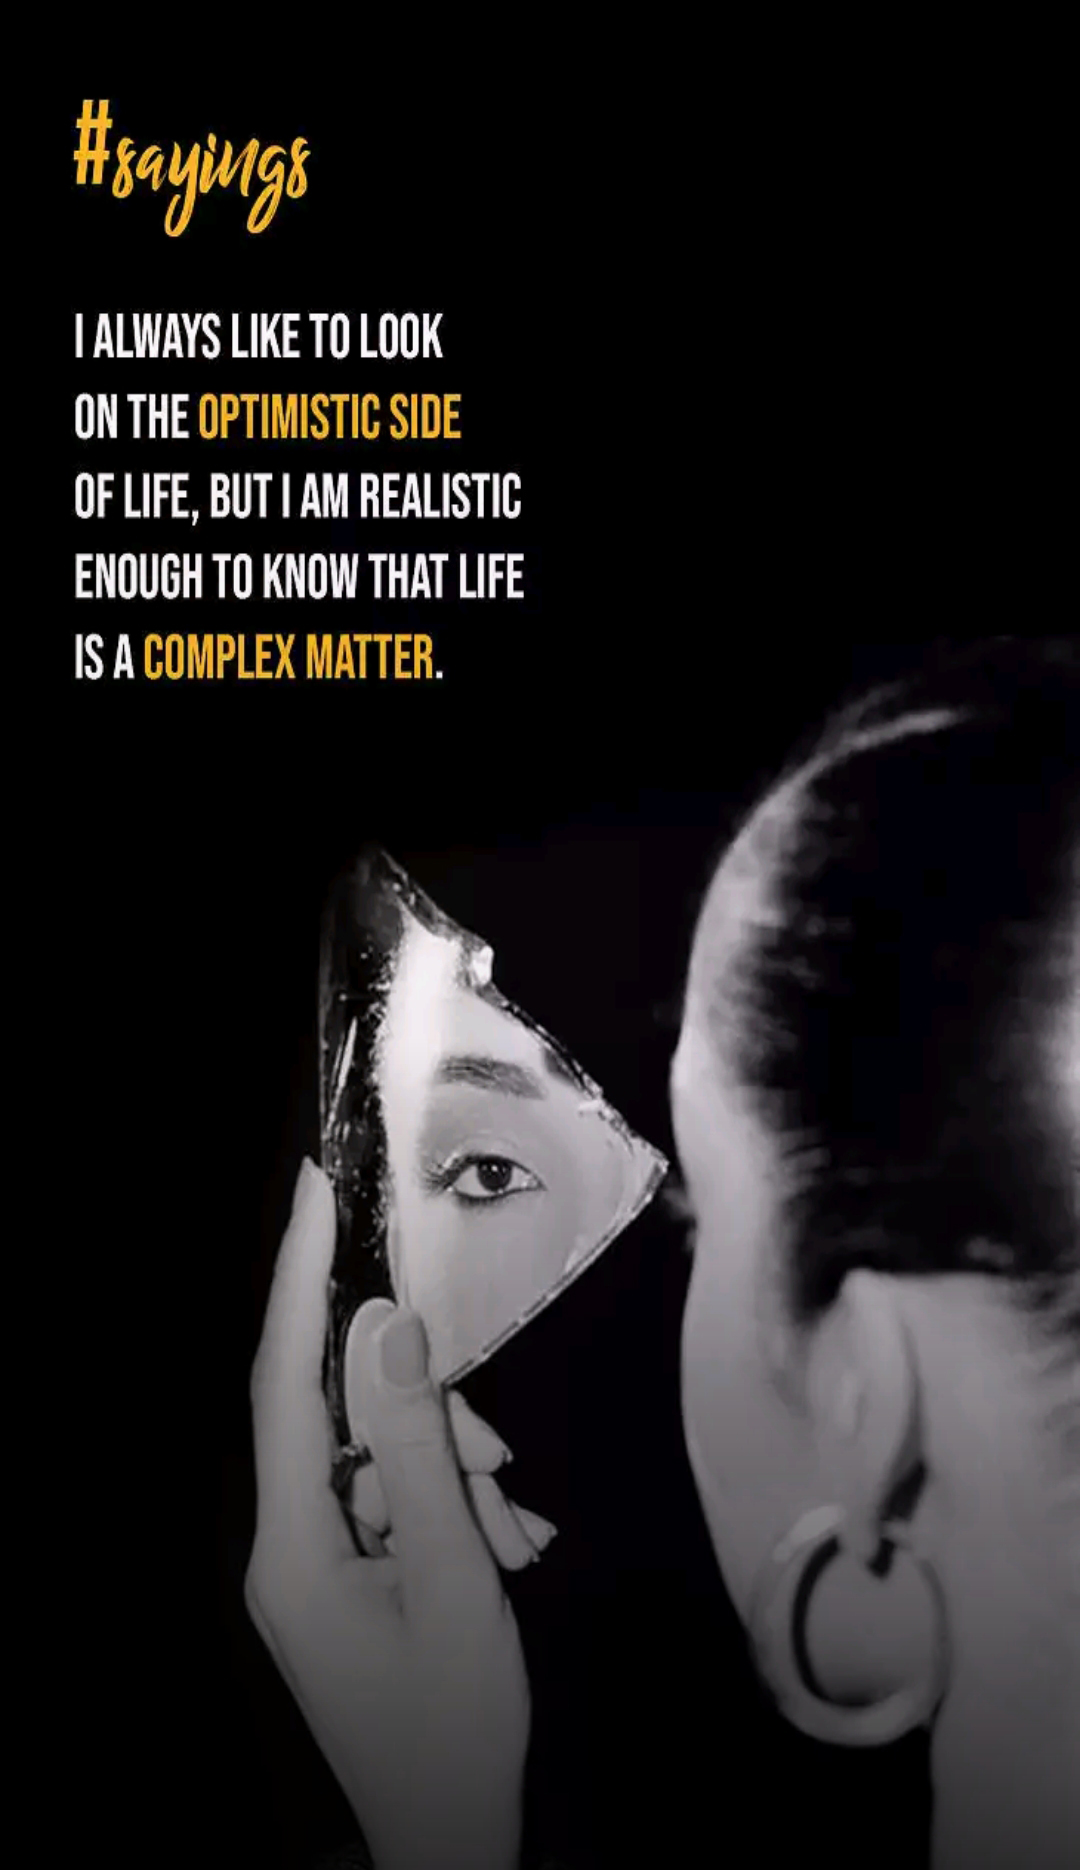 #sayings
I ALWAYS LIKE TO LOOK
ON THE OPTIMISTIC SIDE
OF LIFE, BUT I AM REALISTIC
ENOUGH TO KNOW THAT LIFE
IS A COMPLEX MATTER.